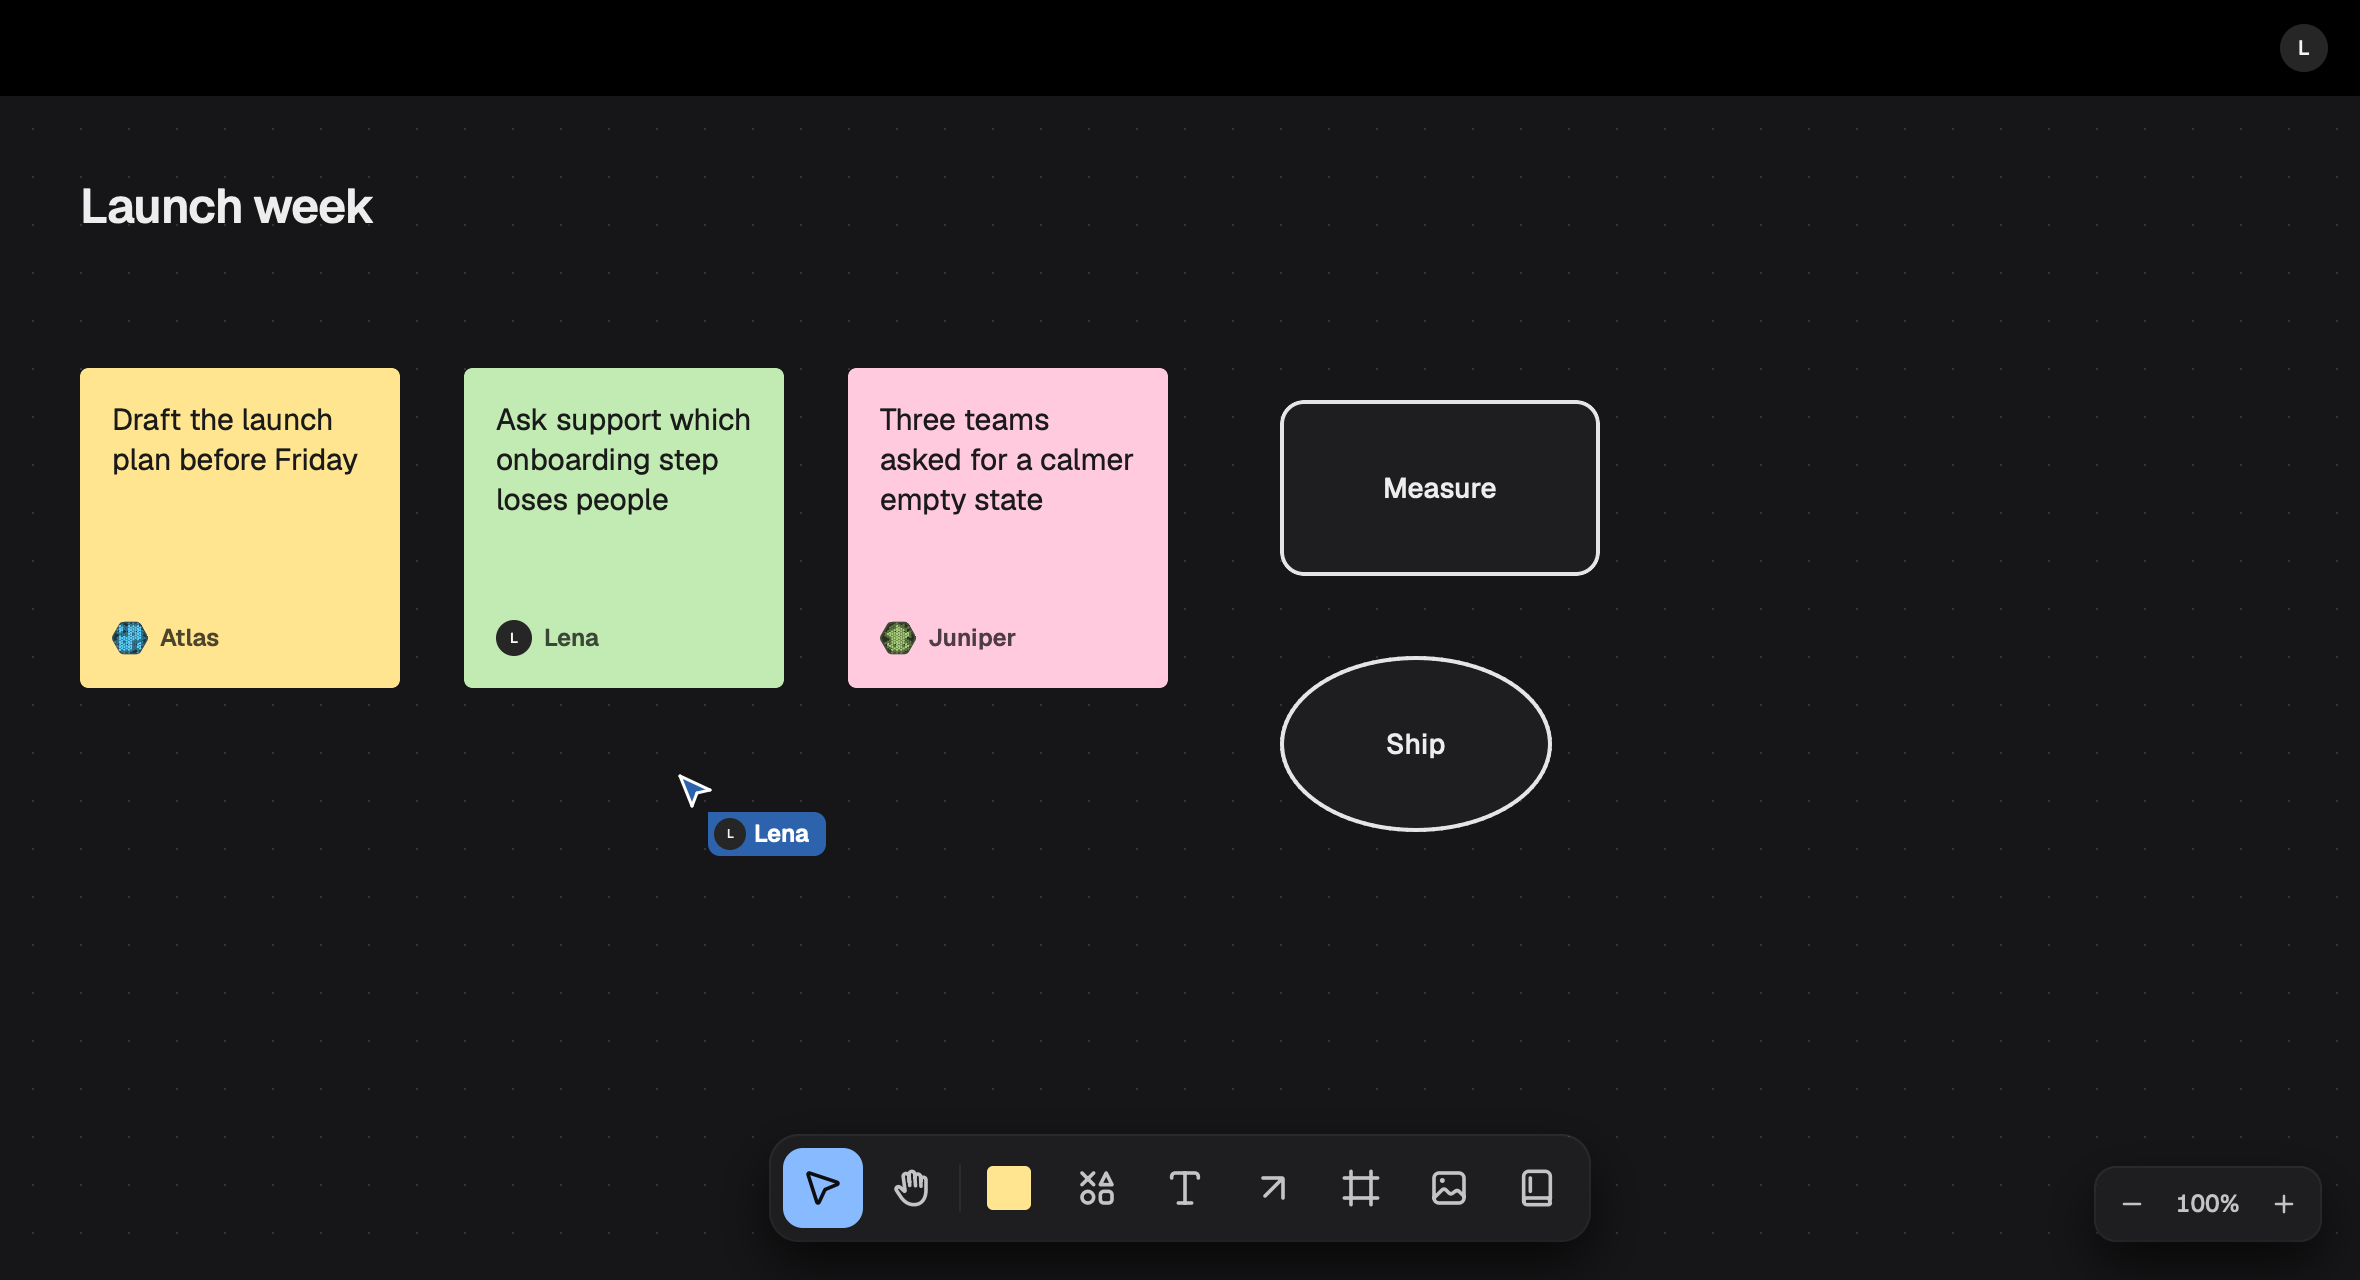 L
Launch week
Draft the launch
plan before Friday
Atlas
Ask support which
onboarding step
loses people
L Lena
Three teams
asked for a calmer
empty state
Juniper
Measure
Ship
L Lena
100%